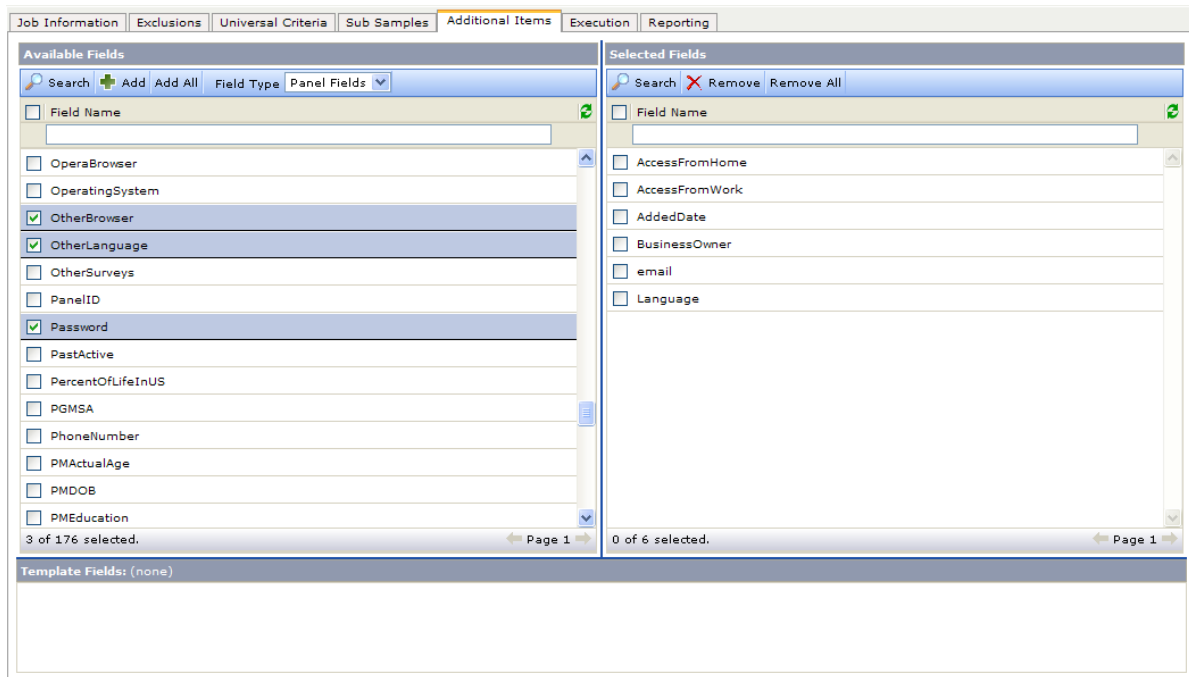 Job Information Exclusions Universal Criteria Sub Samples Additional Items Execution Reporting
Available Fields
Search Add Add All Field Type Panel Fields
Field Name
OperaBrowser
OperatingSystem
OtherBrowser
OtherLanguage
OtherSurveys
PanelID
Password
PastActive
PercentOfLifeInUS
PGMSA
PhoneNumber
PMActualAge
PMDOB
PMEducation
3 of 176 selected. Page 1
Selected Fields
Search Remove Remove All
Field Name
AccessFromHome
AccessFromWork
AddedDate
BusinessOwner
email
Language
0 of 6 selected. Page 1
Template Fields: (none)